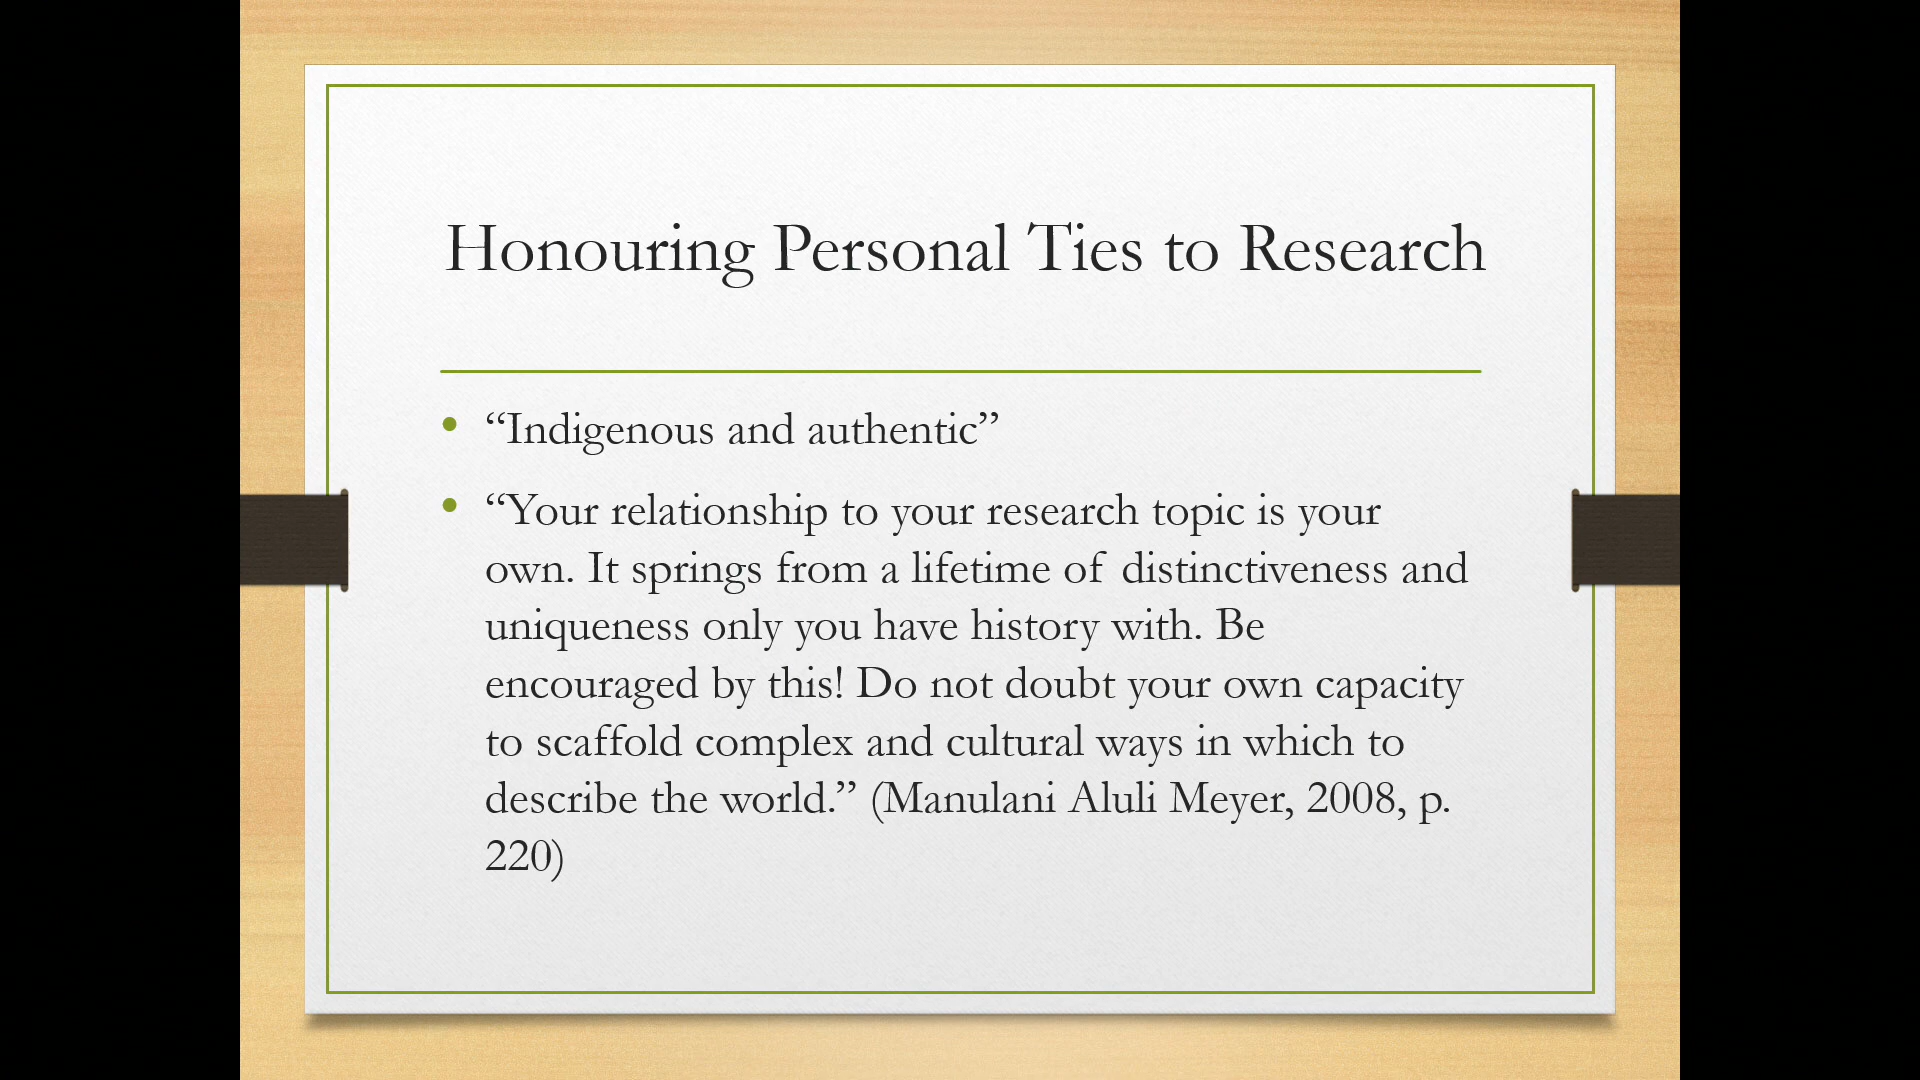 Honouring Personal Ties to Research
• “Indigenous and authentic”
• “Your relationship to your research topic is your
own. It springs from a lifetime of distinctiveness and
uniqueness only you have history with. Be
encouraged by this! Do not doubt your own capacity
to scaffold complex and cultural ways in which to
describe the world.” (Manulani Aluli Meyer, 2008, p.
220)